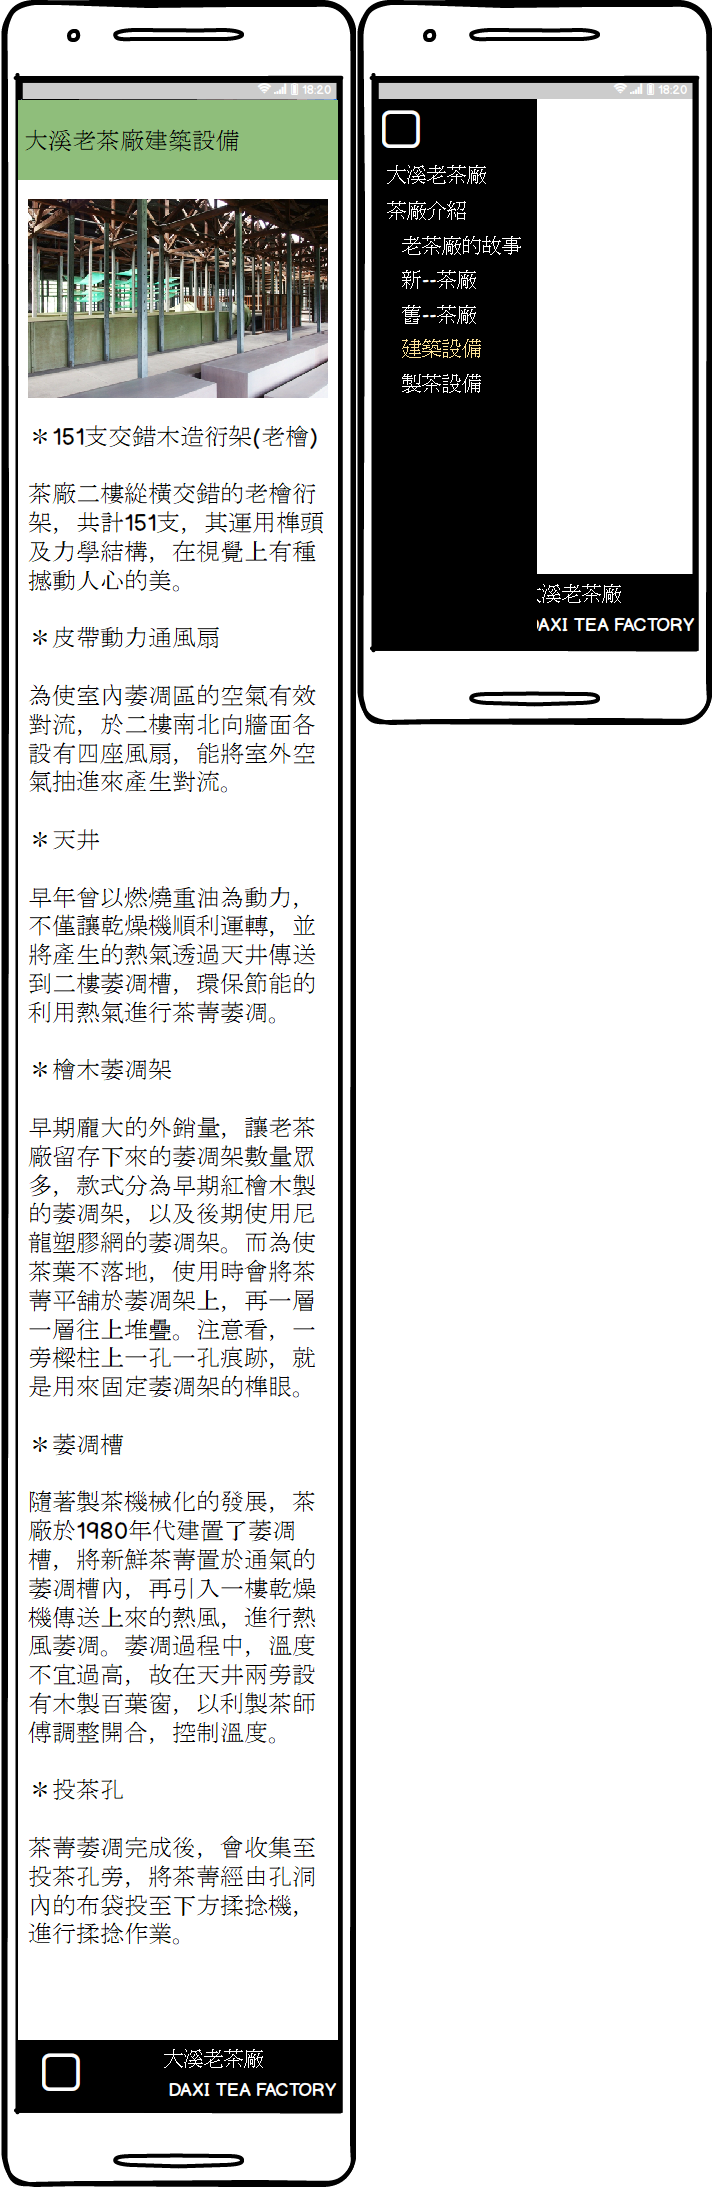 18:20
大溪老茶廠建築設備
＊151支交錯木造衍架(老檜)
茶廠二樓縱橫交錯的老檜衍
架，共計151支，其運用榫頭
及力學結構，在視覺上有種
撼動人心的美。
＊皮帶動力通風扇
為使室內萎凋區的空氣有效
對流，於二樓南北向牆面各
設有四座風扇，能將室外空
氣抽進來產生對流。
＊天井
早年曾以燃燒重油為動力，
不僅讓乾燥機順利運轉，並
將產生的熱氣透過天井傳送
到二樓萎凋槽，環保節能的
利用熱氣進行茶菁萎凋。
＊檜木萎凋架
早期龐大的外銷量，讓老茶
廠留存下來的萎凋架數量眾
多，款式分為早期紅檜木製
的萎凋架，以及後期使用尼
龍塑膠網的萎凋架。而為使
茶葉不落地，使用時會將茶
菁平舖於萎凋架上，再一層
一層往上堆疊。注意看，一
旁樑柱上一孔一孔痕跡，就
是用來固定萎凋架的榫眼。
＊萎凋槽
隨著製茶機械化的發展，茶
廠於1980年代建置了萎凋
槽，將新鮮茶菁置於通氣的
萎凋槽內，再引入一樓乾燥
機傳送上來的熱風，進行熱
風萎凋。萎凋過程中，溫度
不宜過高，故在天井兩旁設
有木製百葉窗，以利製茶師
傅調整開合，控制溫度。
＊投茶孔
茶菁萎凋完成後，會收集至
投茶孔旁，將茶菁經由孔洞
內的布袋投至下方揉捻機，
進行揉捻作業。
大溪老茶廠
DAXI TEA FACTORY
18:20
大溪老茶廠
茶廠介紹
老茶廠的故事
新--茶廠
舊--茶廠
建築設備
製茶設備
大溪老茶廠
DAXI TEA FACTORY